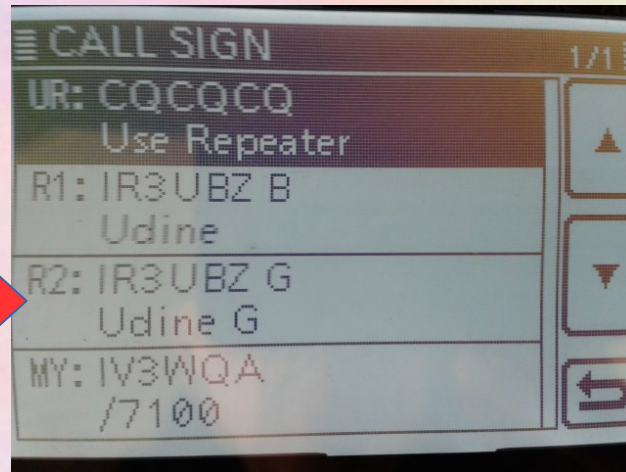 CALL SIGN
1/1
UR: CQCQCQ
Use Repeater
R1: IR3UBZ B
Udine
R2: IR3UBZ G
Udine G
MY: IV3WQA
/7100